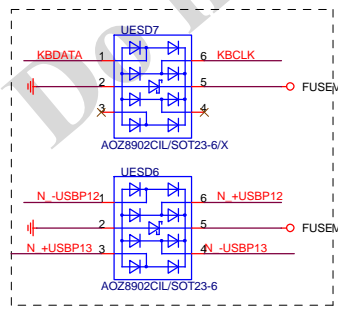 UESD7
KBDATA 1 6 KBCLK
2 5 FUSEM
3 4
AOZ8902CIL/SOT23-6/X
UESD6
N_-USBP12 1 6 N_+USBP12
2 5 FUSEM
N_+USBP13 3 4 N_-USBP13
AOZ8902CIL/SOT23-6